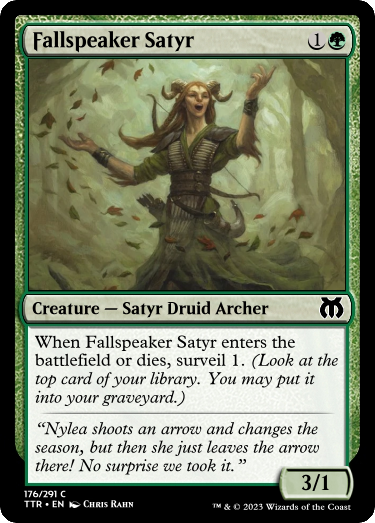 Fallspeaker Satyr 1
Creature — Satyr Druid Archer
When Fallspeaker Satyr enters the
battlefield or dies, surveil 1. (Look at the
top card of your library. You may put it
into your graveyard.)
“Nylea shoots an arrow and changes the
season, but then she just leaves the arrow
there! No surprise we took it.”
3/1
176/291 C
TTR • EN Chris Rahn
™ & © 2023 Wizards of the Coast